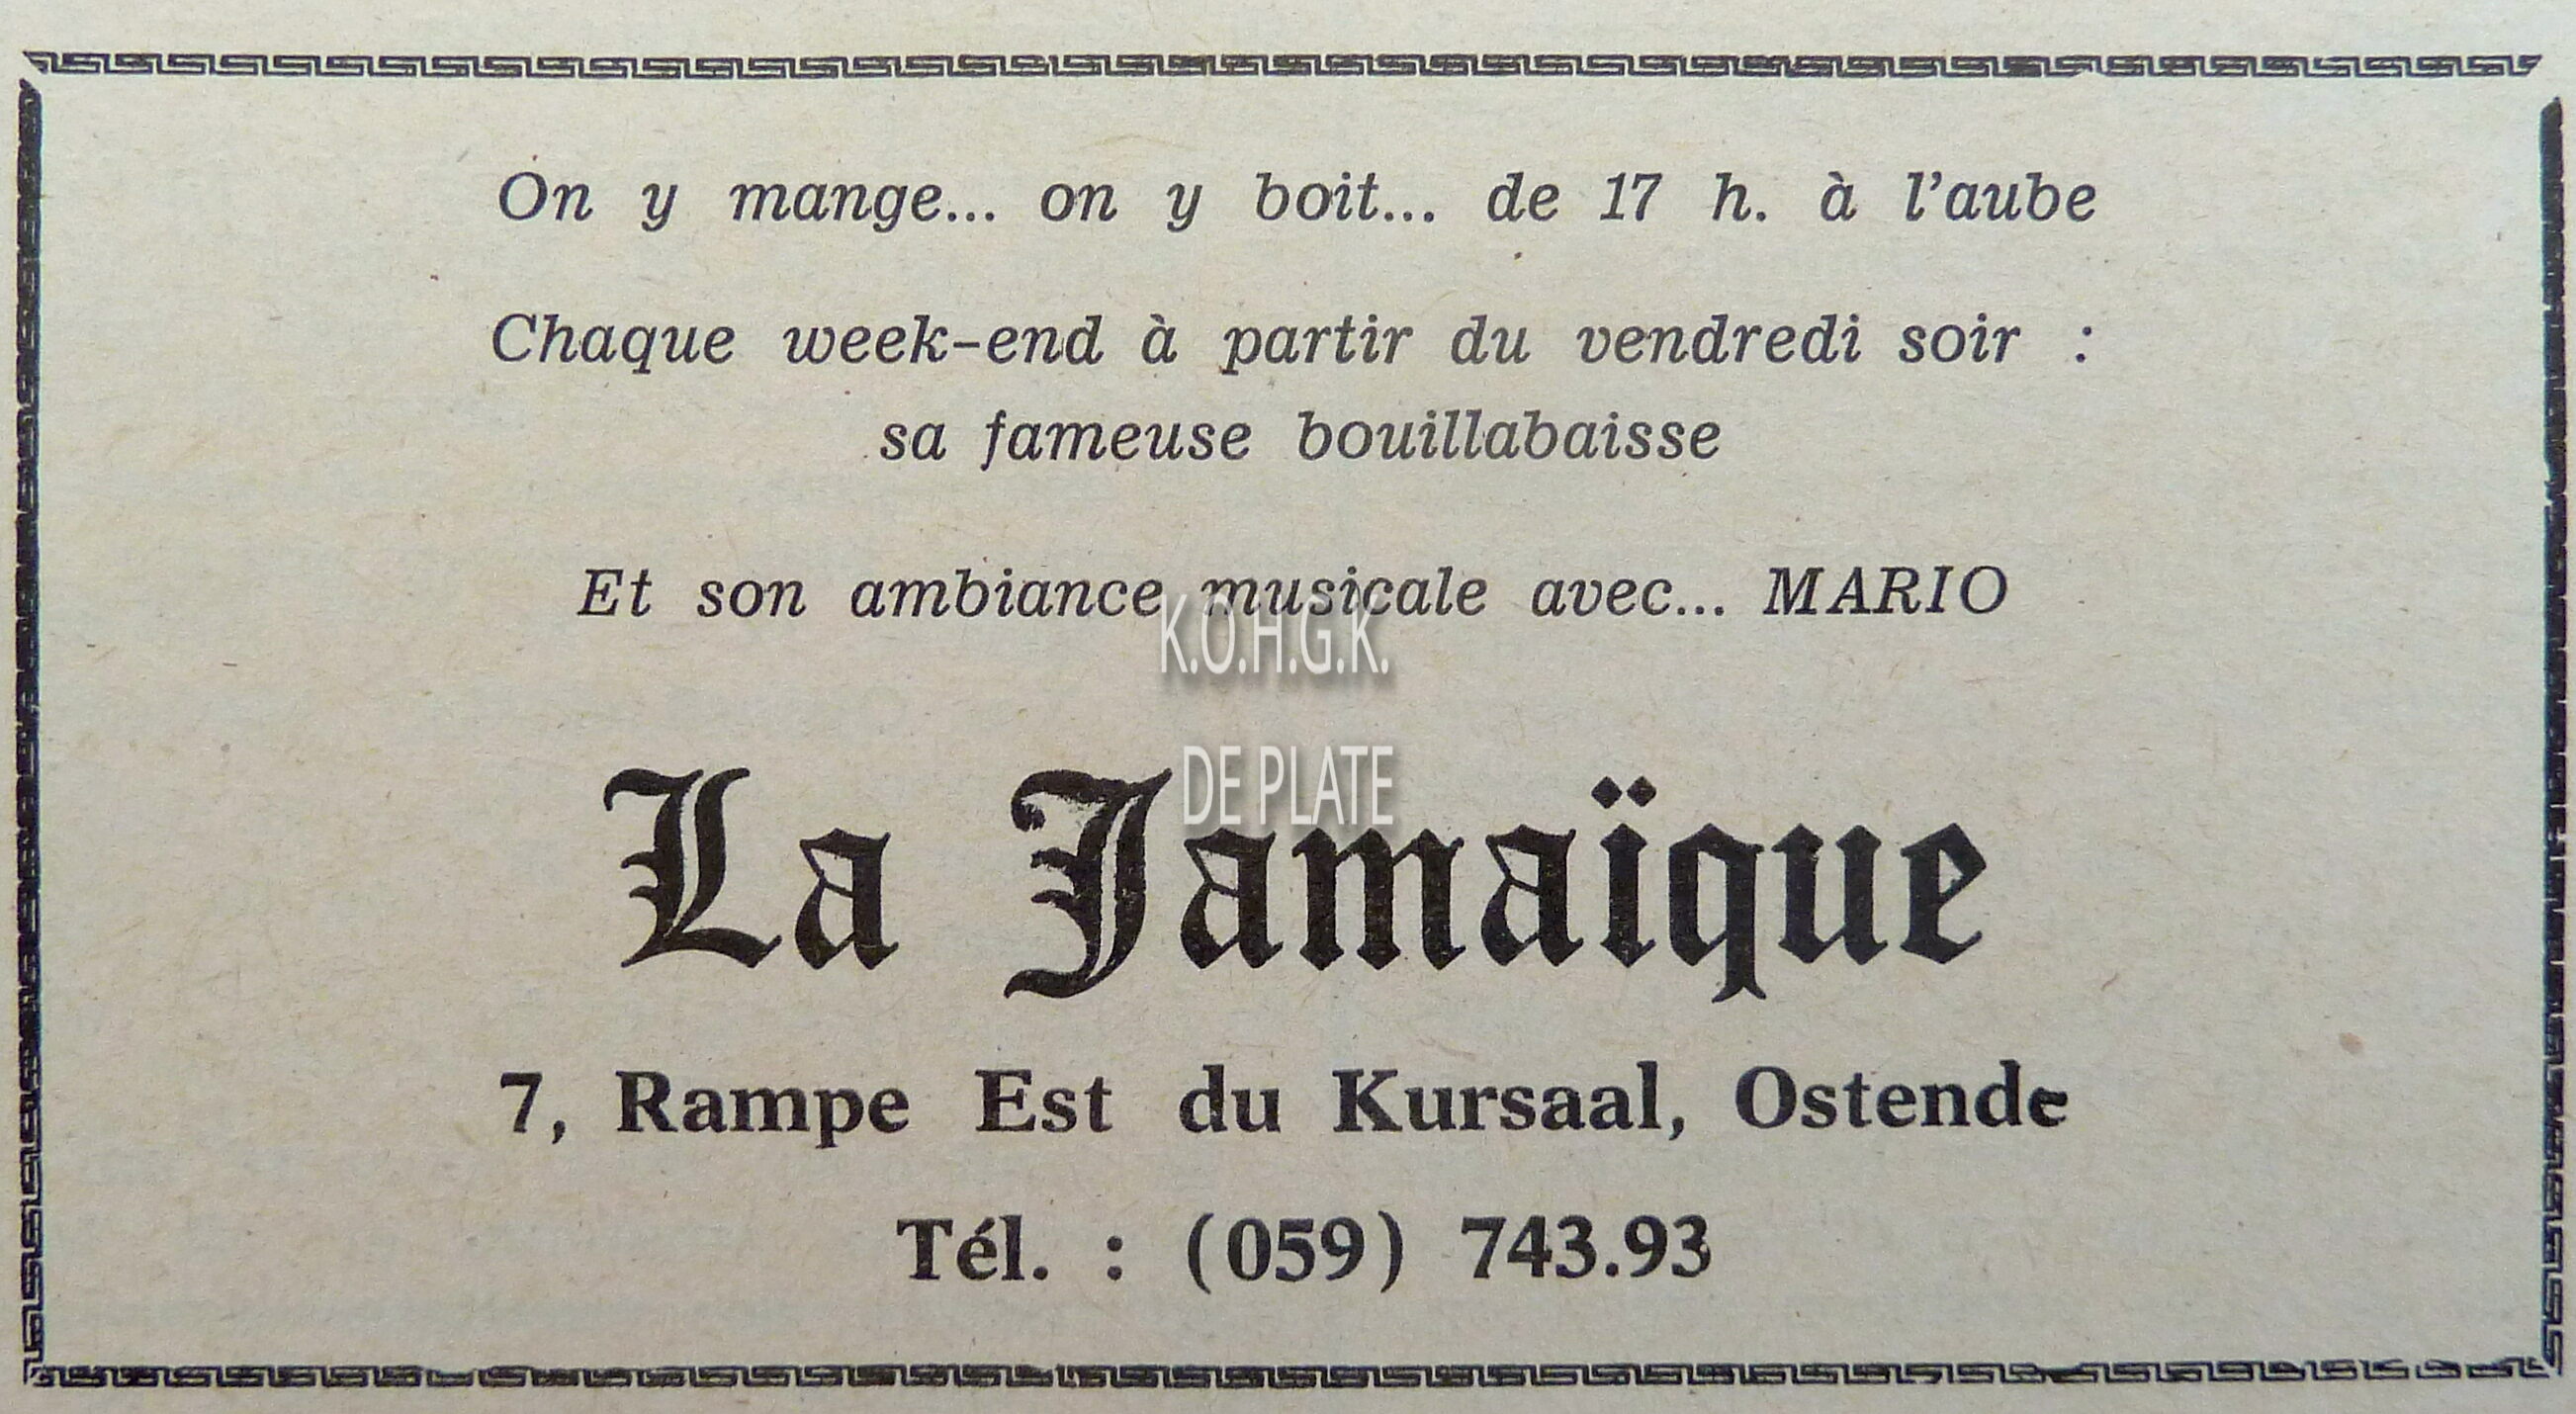 On y mange... on y boit... de 17 h. à l'aube
Chaque week-end à partir du vendredi soir :
sa fameuse bouillabaisse
Et son ambiance musicale avec... MARIO
K.O.H.G.K.
DE PLATE
La Jamaïque
7, Rampe Est du Kursaal, Ostende
Tél. : (059) 743.93